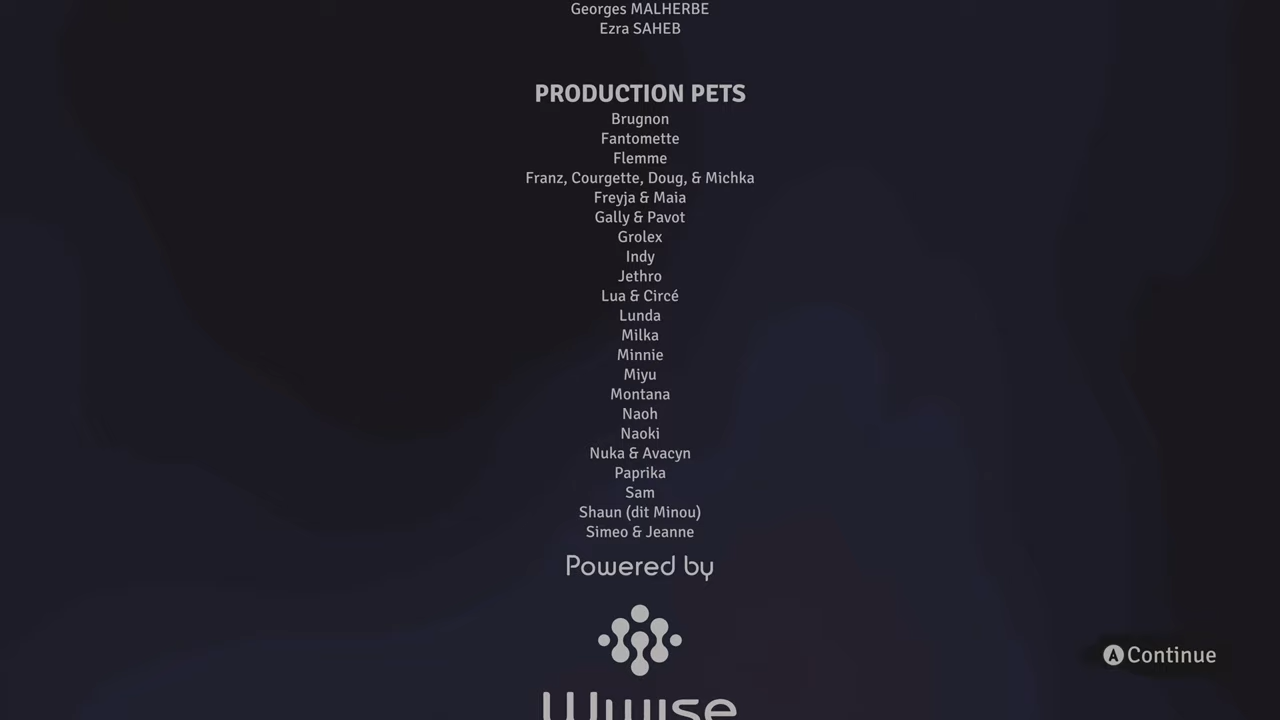 Georges MALHERBE
Ezra SAHEB
PRODUCTION PETS
Brugnon
Fantomette
Flemme
Franz, Courgette, Doug, & Michka
Freyja & Maia
Gally & Pavot
Grolex
Indy
Jethro
Lua & Circé
Lunda
Milka
Minnie
Miyu
Montana
Naoh
Naoki
Nuka & Avacyn
Paprika
Sam
Shaun (dit Minou)
Simeo & Jeanne
Powered by
Wwise
A Continue